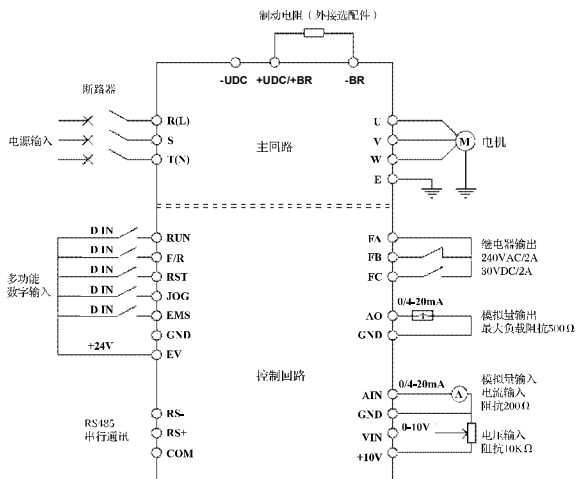 制动电阻（外接选配件）
-UDC +UDC/+BR -BR
断路器
电源输入
R(L)
S
T(N)
主回路
U
V
W
E
M
电机
多功能
数字输入
D IN RUN
D IN F/R
D IN RST
D IN JOG
D IN EMS
GND
+24V EV
控制回路
RS485
串行通讯
RS-
RS+
COM
FA
FB
FC
继电器输出
240VAC/2A
30VDC/2A
AO 0/4-20mA
GND
模拟量输出
最大负载阻抗500Ω
AIN 0/4-20mA A
GND
VIN 0-10V
+10V
模拟量输入
电流输入
阻抗200Ω
电压输入
阻抗10KΩ